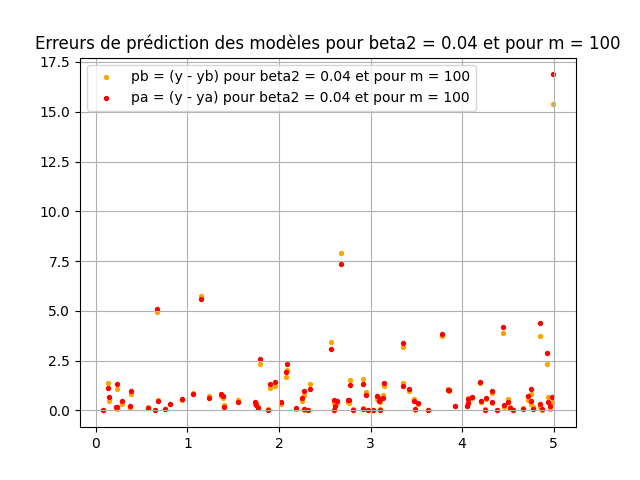 Erreurs de prédiction des modèles pour beta2 = 0.04 et pour m = 100
pb = (y - yb) pour beta2 = 0.04 et pour m = 100
pa = (y - ya) pour beta2 = 0.04 et pour m = 100
17.5
15.0
12.5
10.0
7.5
5.0
2.5
0.0
0 1 2 3 4 5